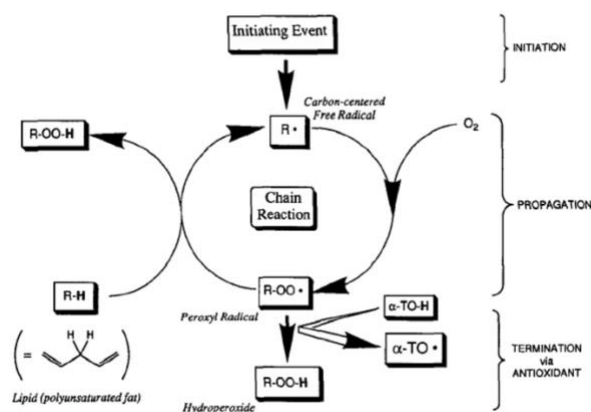 Initiating Event
INITIATION
Carbon-centered
Free Radical
R-OO-H
R •
O2
Chain
Reaction
PROPAGATION
R-H
R-OO •
Peroxyl Radical
α-TO-H
H H
( = )
α-TO •
TERMINATION
via
ANTIOXIDANT
R-OO-H
Lipid (polyunsaturated fat)
Hydroperoxide